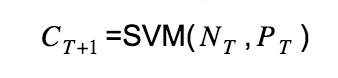 C_{T+1} =SVM( N_T , P_T )